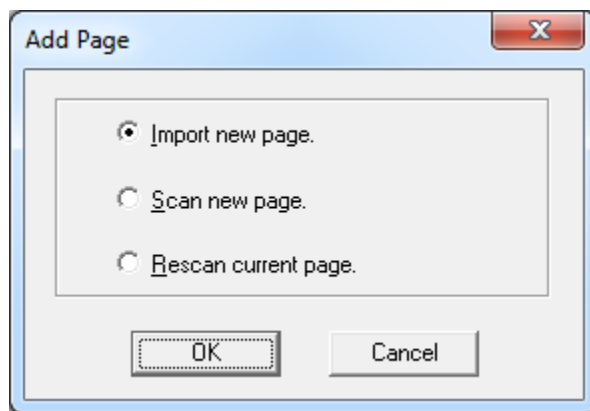 Add Page
Import new page.
Scan new page.
Rescan current page.
OK Cancel